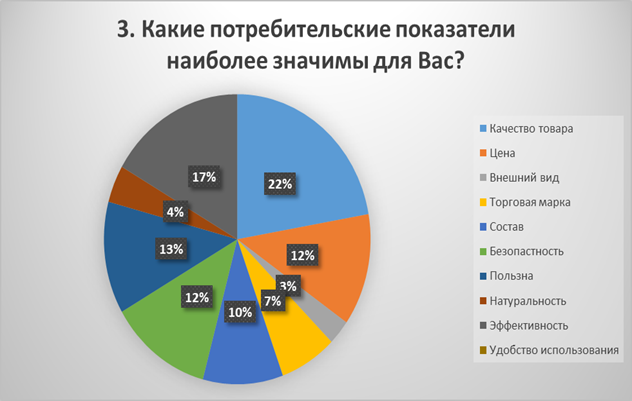 3. Какие потребительские показатели
наиболее значимы для Вас?
22%
12%
3%
7%
10%
12%
13%
4%
17%
Качество товара
Цена
Внешний вид
Торговая марка
Состав
Безопастность
Пользна
Натуральность
Эффективность
Удобство использования